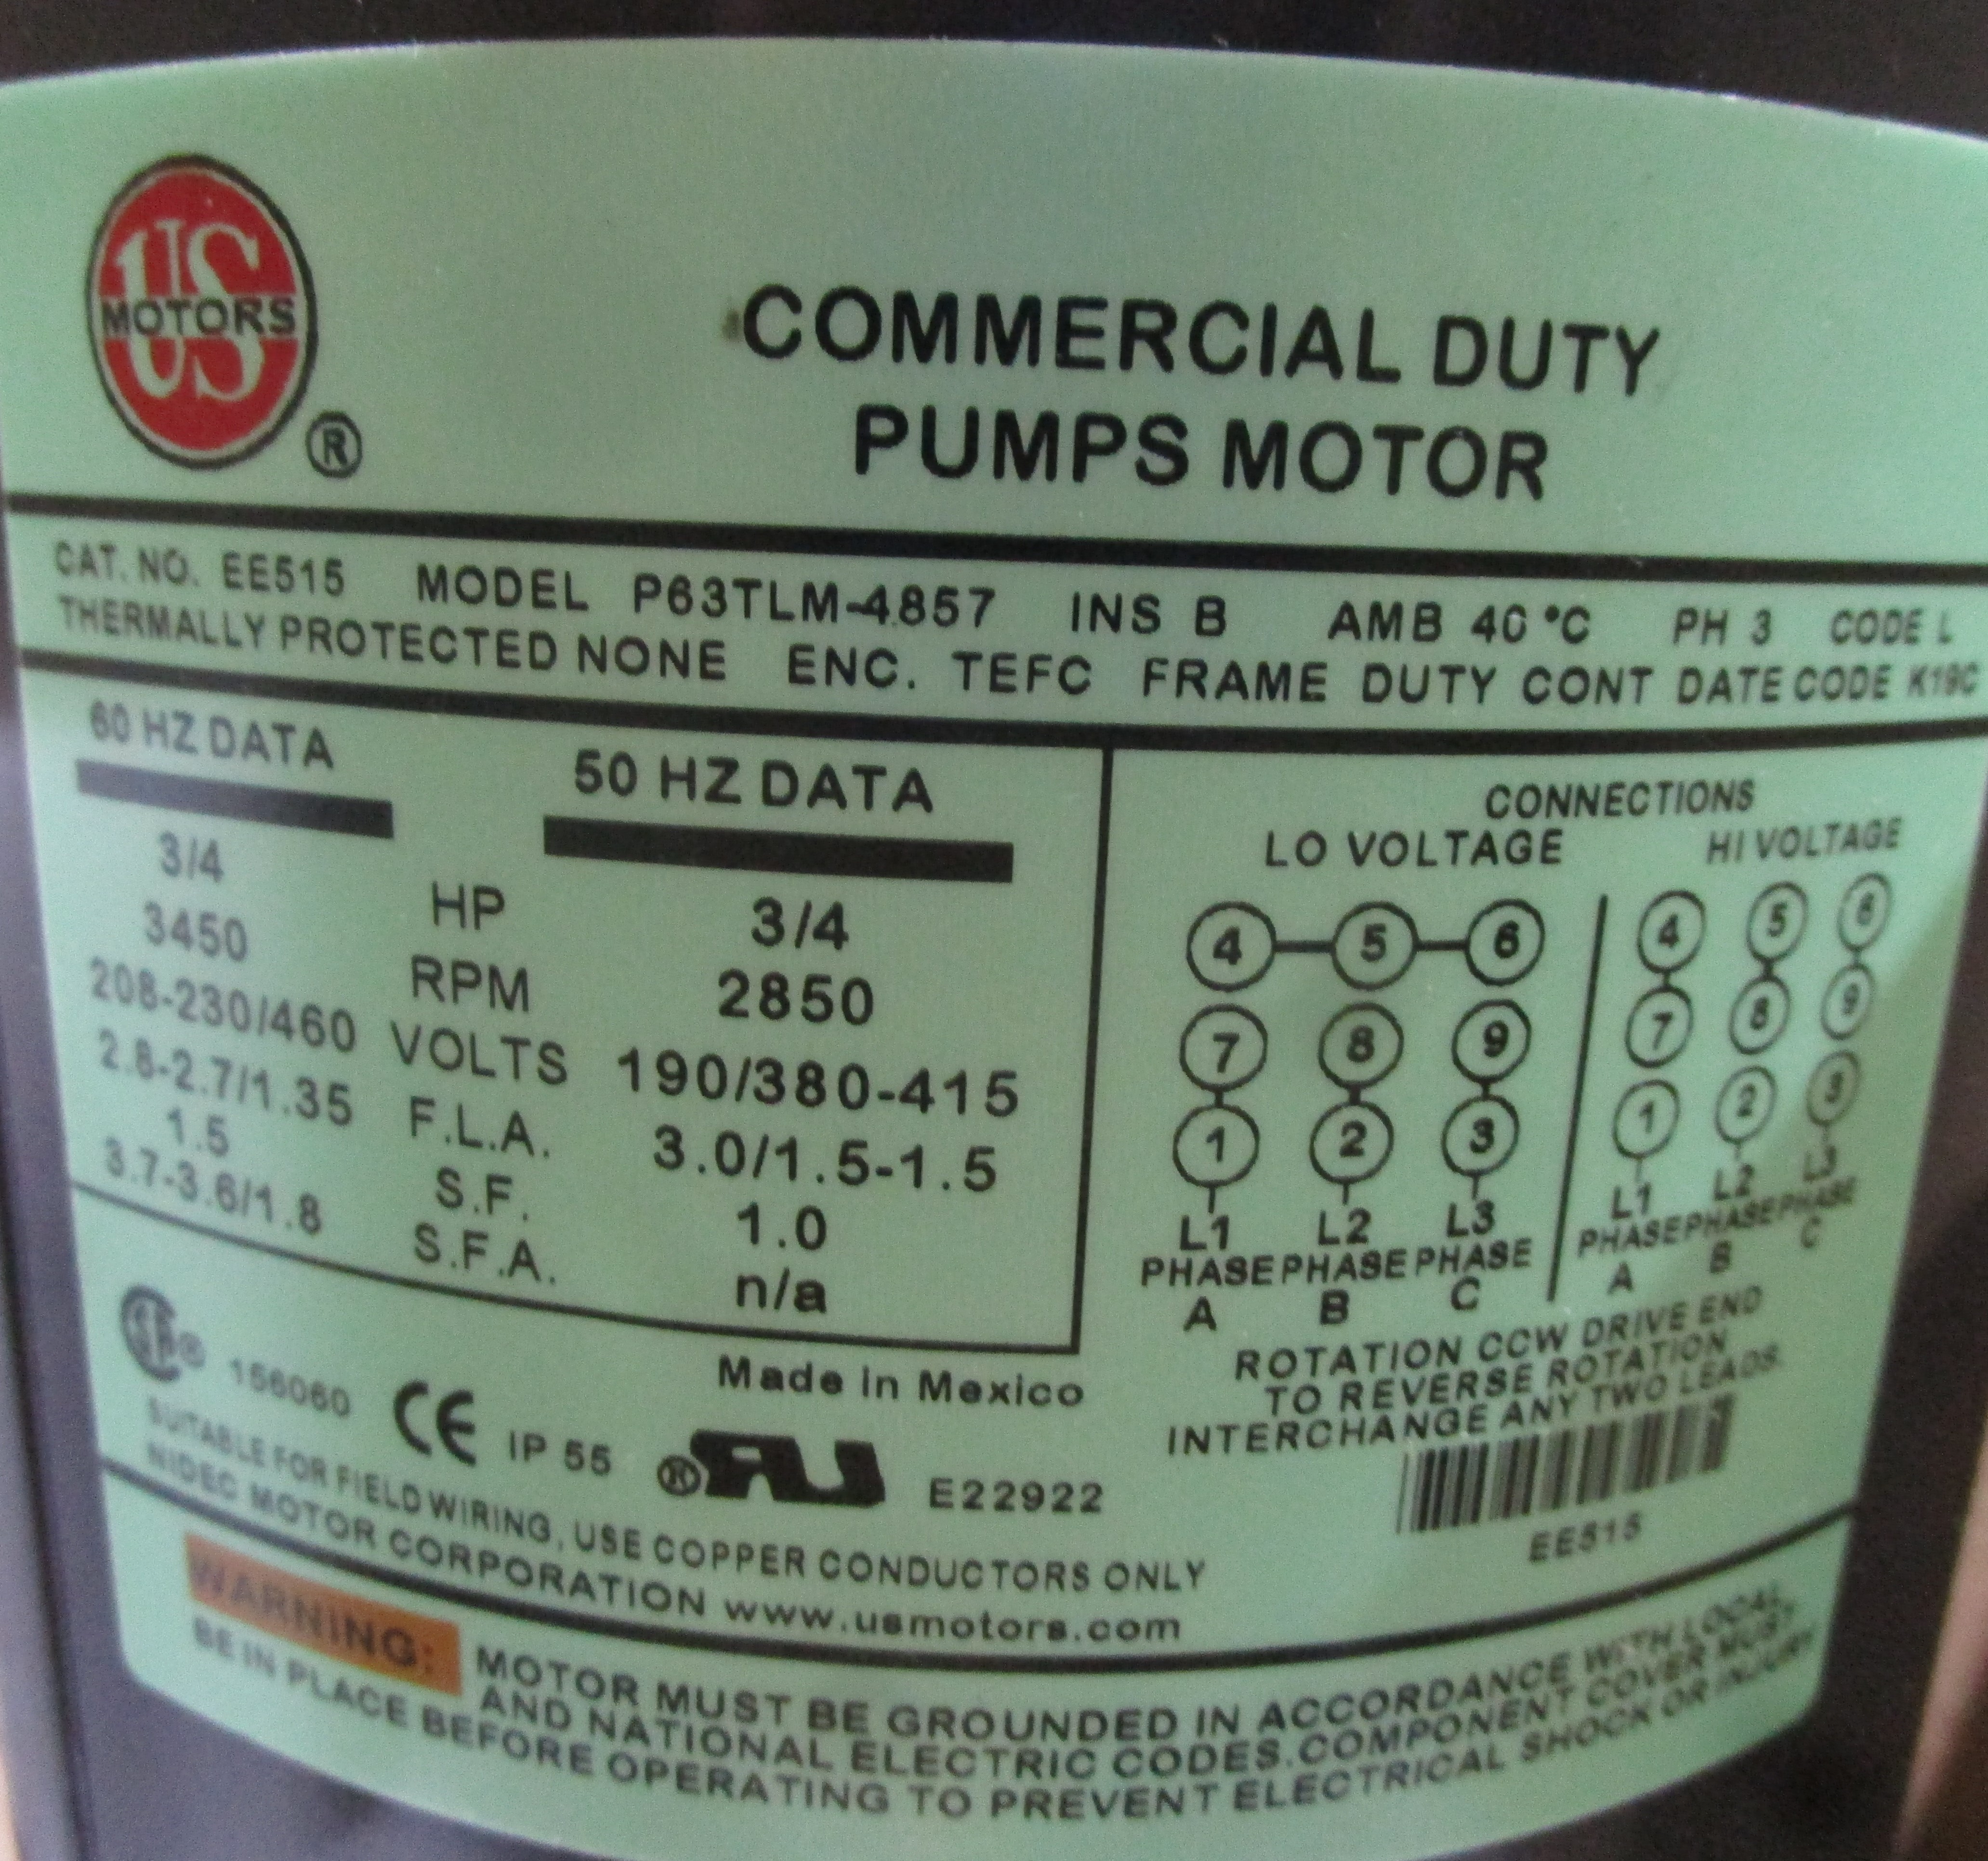 US
MOTORS
®
COMMERCIAL DUTY
PUMPS MOTOR
CAT. NO. EE515 MODEL P63TLM-4857 INS B AMB 40 °C PH 3 CODE L
THERMALLY PROTECTED NONE ENC. TEFC FRAME DUTY CONT DATE CODE K19C
60 HZ DATA 50 HZ DATA
3/4 HP 3/4
3450 RPM 2850
208-230/460 VOLTS 190/380-415
2.8-2.7/1.35 F.L.A. 3.0/1.5-1.5
1.5 S.F. 1.0
3.7-3.6/1.8 S.F.A. n/a
CONNECTIONS
LO VOLTAGE HI VOLTAGE
4 5 6 4 5 6
7 8 9 7 8 9
1 2 3 1 2 3
L1 L2 L3 L1 L2 L3
PHASE PHASE PHASE PHASE PHASE PHASE
A B C A B C
ROTATION CCW DRIVE END
TO REVERSE ROTATION
INTERCHANGE ANY TWO LEADS.
EE515
Made in Mexico
SA® 156060 CE IP 55 ®RU E22922
SUITABLE FOR FIELD WIRING, USE COPPER CONDUCTORS ONLY
NIDEC MOTOR CORPORATION www.usmotors.com
WARNING: MOTOR MUST BE GROUNDED IN ACCORDANCE WITH LOCAL
AND NATIONAL ELECTRIC CODES. COMPONENT COVER MUST
BE IN PLACE BEFORE OPERATING TO PREVENT ELECTRICAL SHOCK OR INJURY